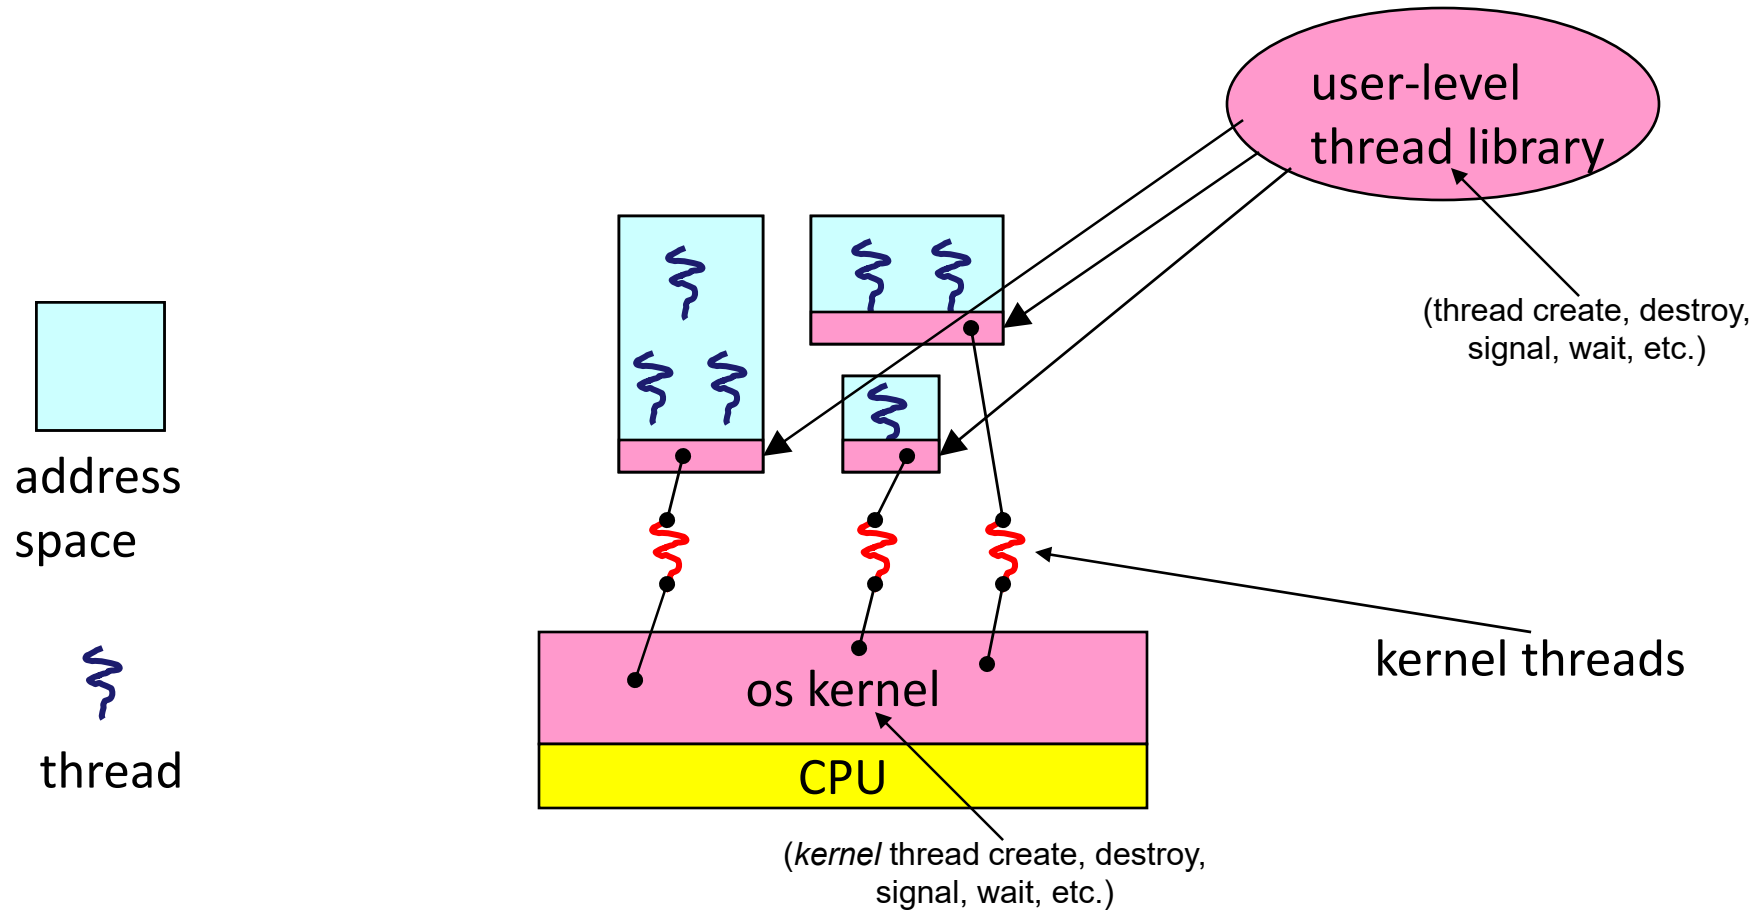 user-level
thread library
(thread create, destroy,
signal, wait, etc.)
address
space
thread
kernel threads
os kernel
CPU
(kernel thread create, destroy,
signal, wait, etc.)